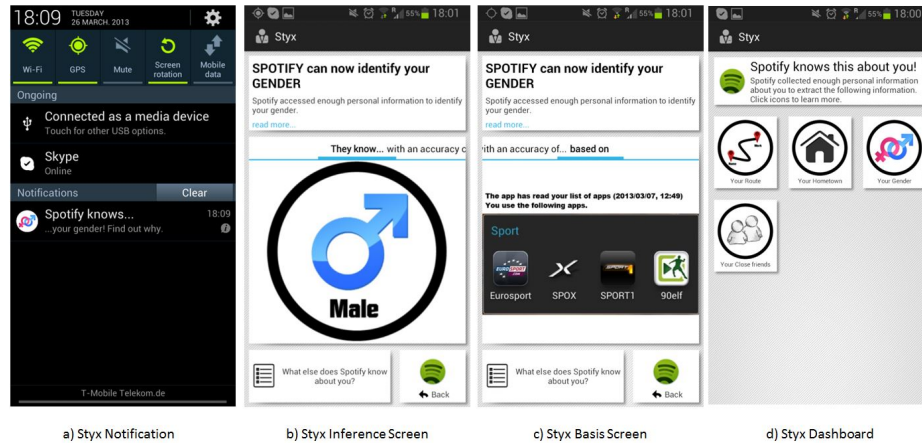 18:09 TUESDAY 26 MARCH. 2013
Wi-Fi GPS Mute Screen rotation Mobile data
Ongoing
Connected as a media device
Touch for other USB options.
Skype
Online
Notifications Clear
Spotify knows... 18:09
...your gender! Find out why.
T-Mobile Telekom.de
a) Styx Notification
55% 18:01
Styx
SPOTIFY can now identify your
GENDER
Spotify accessed enough personal information to identify
your gender.
read more...
They know... with an accuracy o
Male
What else does Spotify know
about you?
Back
b) Styx Inference Screen
55% 18:01
Styx
SPOTIFY can now identify your
GENDER
Spotify accessed enough personal information to identify
your gender.
read more...
ith an accuracy of... based on
The app has read your list of apps (2013/03/07, 12:49)
You use the following apps.
Sport
EUROSPORT
SPORT1
Eurosport SPOX SPORT1 90elf
What else does Spotify know
about you?
Back
c) Styx Basis Screen
55% 18:00
Styx
Spotify knows this about you!
Spotify collected enough personal information
about you to extract the following information.
Click icons to learn more.
Your Route Your Hometown Your Gender
Your Close friends
d) Styx Dashboard